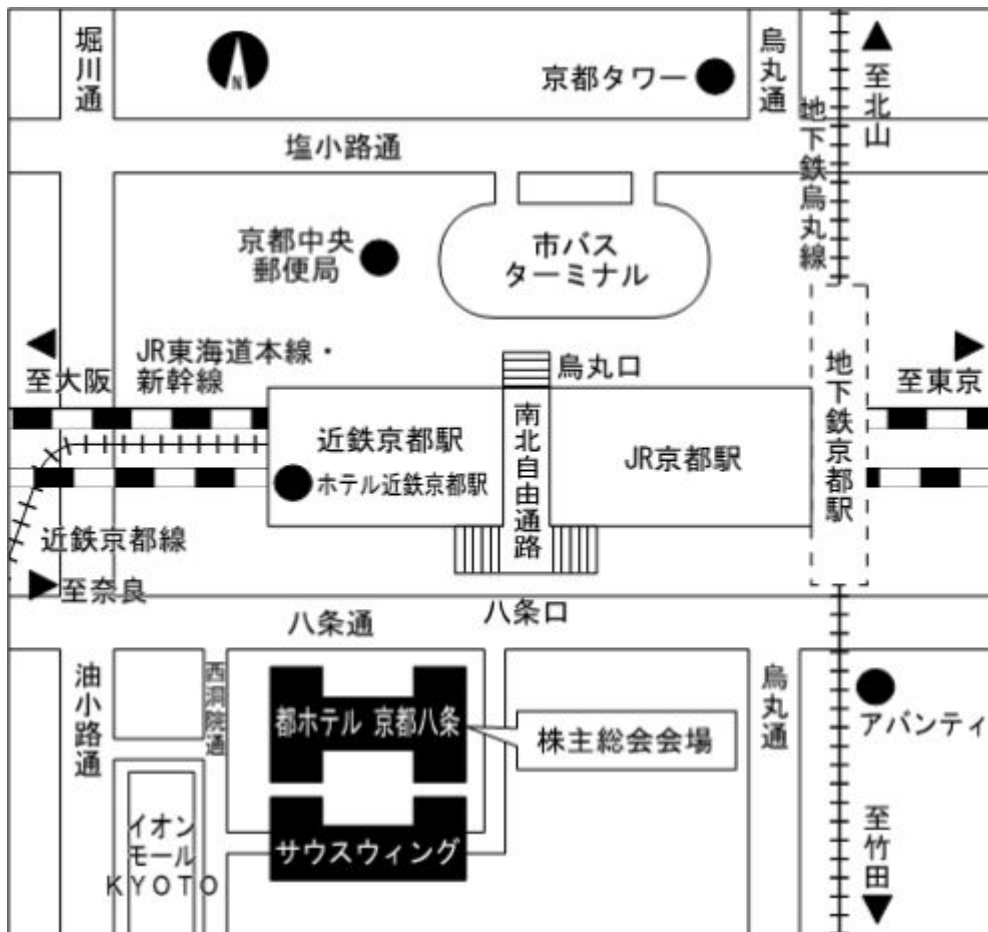 堀川通
N
京都タワー
烏丸通
至北山
地下鉄烏丸線
塩小路通
京都中央
郵便局
市バス
ターミナル
JR東海道本線・
新幹線
至大阪
烏丸口
至東京
地下鉄京都駅
南北自由通路
近鉄京都駅
ホテル近鉄京都駅
JR京都駅
近鉄京都線
至奈良
八条通
八条口
油小路通
西洞院通
都ホテル 京都八条
株主総会会場
烏丸通
アバンティ
イオン
モール
KYOTO
サウスウィング
至竹田